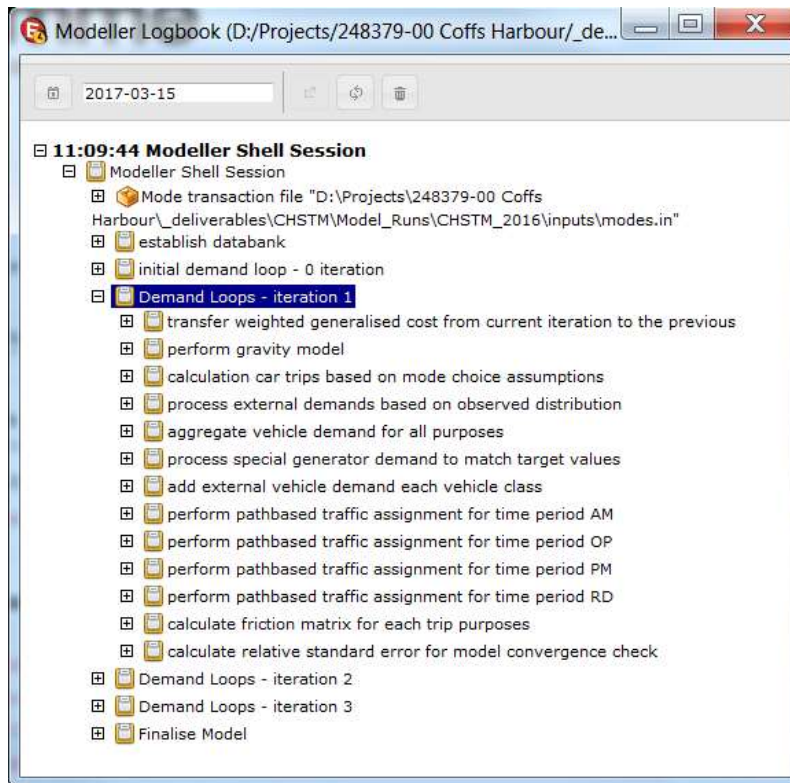 Modeller Logbook (D:/Projects/248379-00 Coffs Harbour/_de...
2017-03-15
11:09:44 Modeller Shell Session
Modeller Shell Session
Mode transaction file "D:\Projects\248379-00 Coffs
Harbour\_deliverables\CHSTM\Model_Runs\CHSTM_2016\inputs\modes.in"
establish databank
initial demand loop - 0 iteration
Demand Loops - iteration 1
transfer weighted generalised cost from current iteration to the previous
perform gravity model
calculation car trips based on mode choice assumptions
process external demands based on observed distribution
aggregate vehicle demand for all purposes
process special generator demand to match target values
add external vehicle demand each vehicle class
perform pathbased traffic assignment for time period AM
perform pathbased traffic assignment for time period OP
perform pathbased traffic assignment for time period PM
perform pathbased traffic assignment for time period RD
calculate friction matrix for each trip purposes
calculate relative standard error for model convergence check
Demand Loops - iteration 2
Demand Loops - iteration 3
Finalise Model